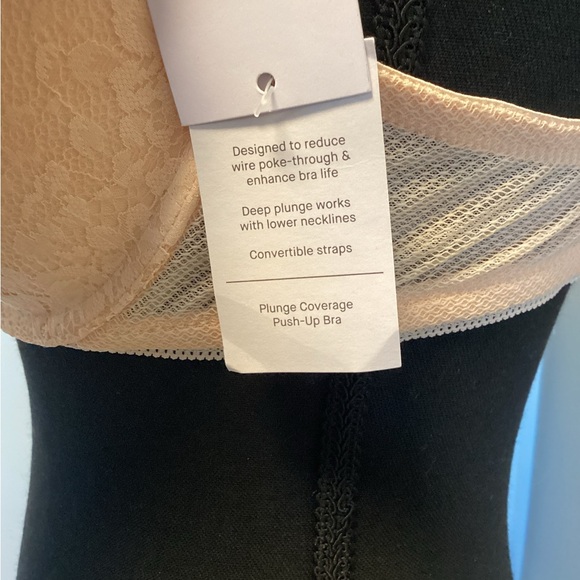 Designed to reduce
wire poke-through &
enhance bra life
Deep plunge works
with lower necklines
Convertible straps
Plunge Coverage
Push-Up Bra